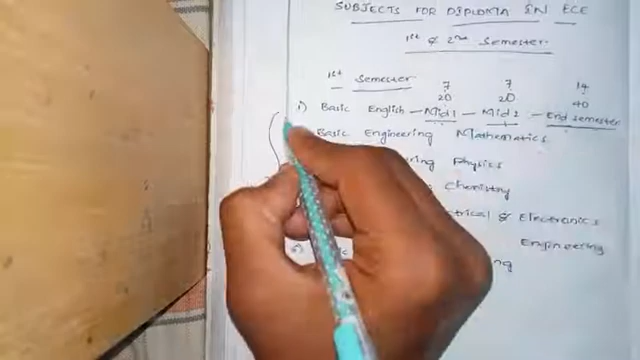 SUBJECTS FOR DIPLOMA IN ECE
1st & 2nd Semester
1st Semester 7 7 14
20 20 40
1) Basic English - Mid 1 - Mid 2 - End semester
Basic Engineering Mathematics
Physics
Chemistry
& Electronics
Engineering